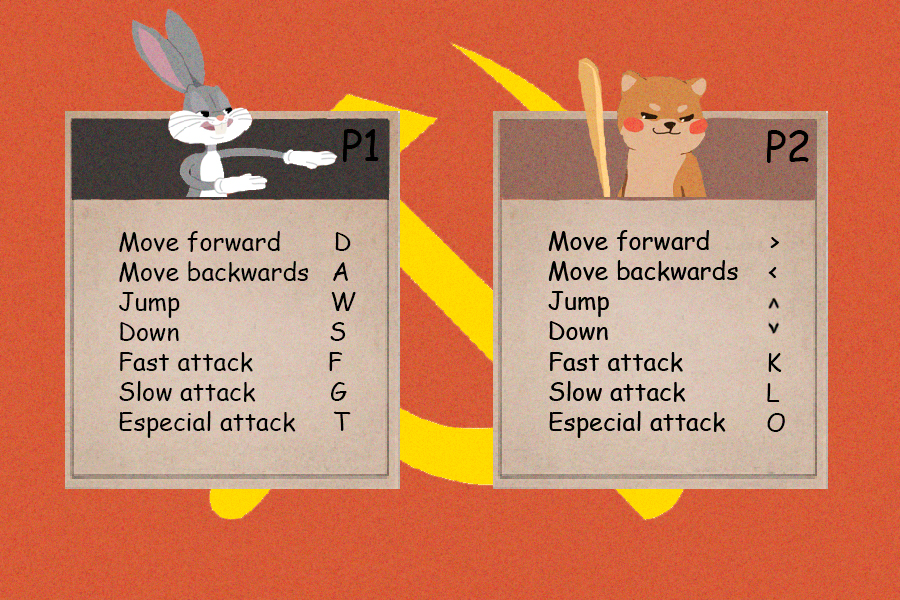 P1
Move forward D
Move backwards A
Jump W
Down S
Fast attack F
Slow attack G
Especial attack T
P2
Move forward >
Move backwards <
Jump ^
Down ˅
Fast attack K
Slow attack L
Especial attack O